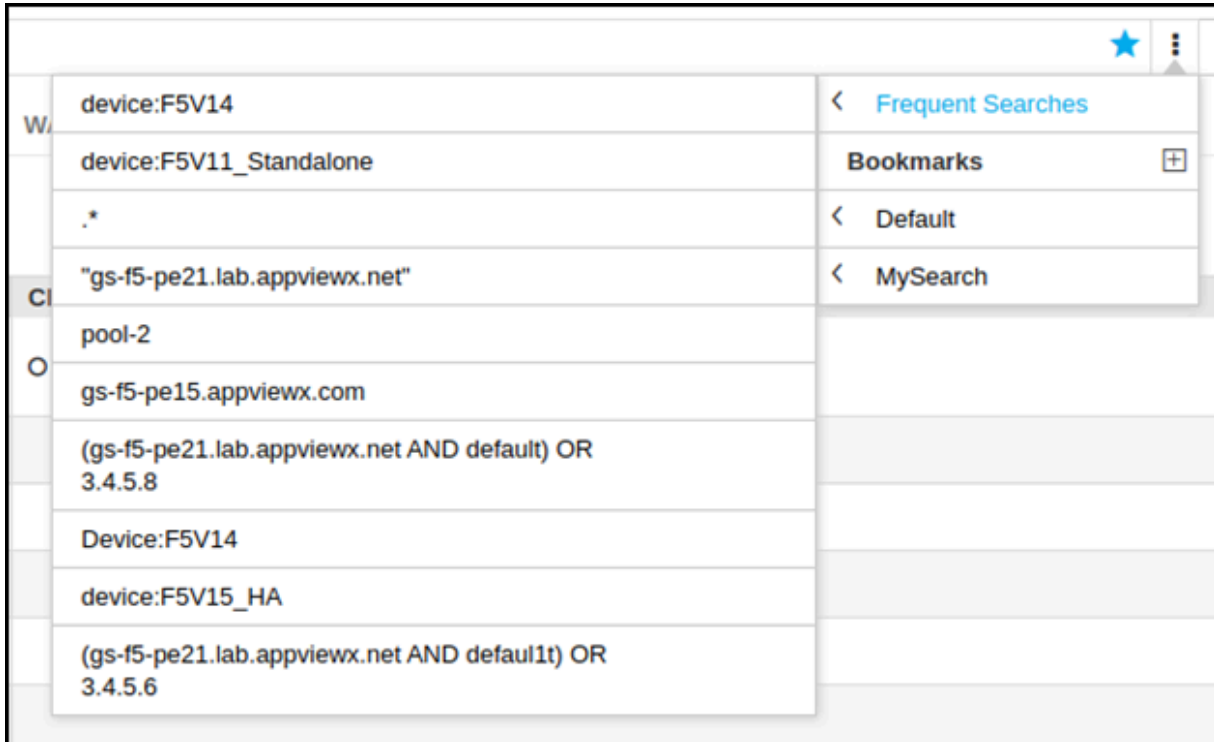 device:F5V14
device:F5V11_Standalone
.*
"gs-f5-pe21.lab.appviewx.net"
pool-2
gs-f5-pe15.appviewx.com
(gs-f5-pe21.lab.appviewx.net AND default) OR
3.4.5.8
Device:F5V14
device:F5V15_HA
(gs-f5-pe21.lab.appviewx.net AND defaul1t) OR
3.4.5.6
Frequent Searches
Bookmarks
Default
MySearch